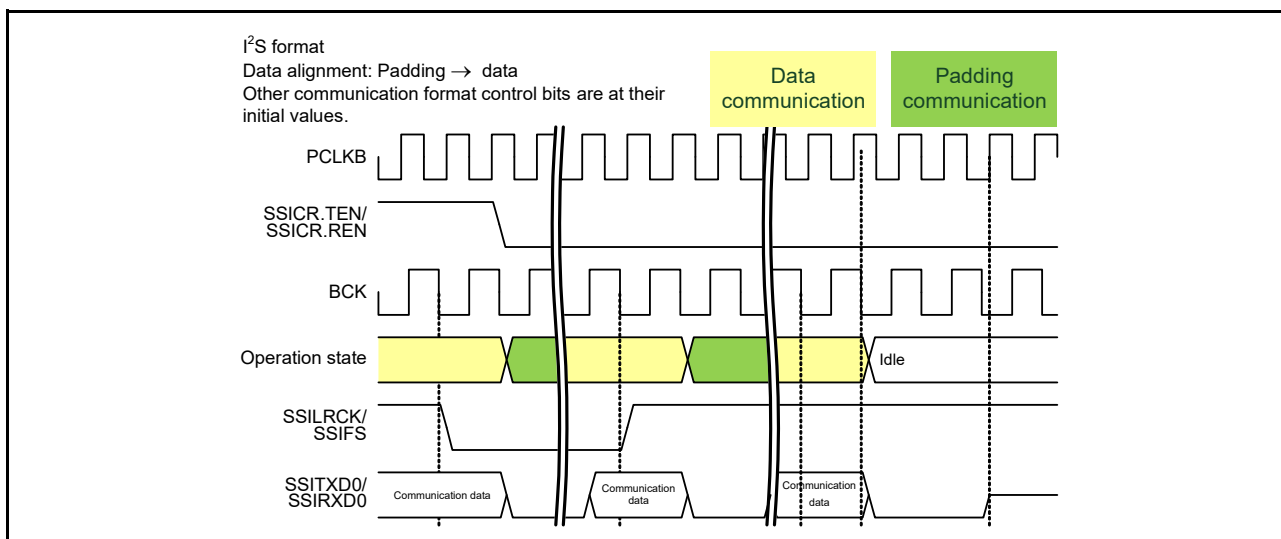 I²S format
Data alignment: Padding → data
Other communication format control bits are at their
initial values.
Data
communication
Padding
communication
PCLKB
SSICR.TEN/
SSICR.REN
BCK
Operation state
Idle
SSILRCK/
SSIFS
SSITXD0/
SSIRXD0
Communication data
Communication
data
Communication
data